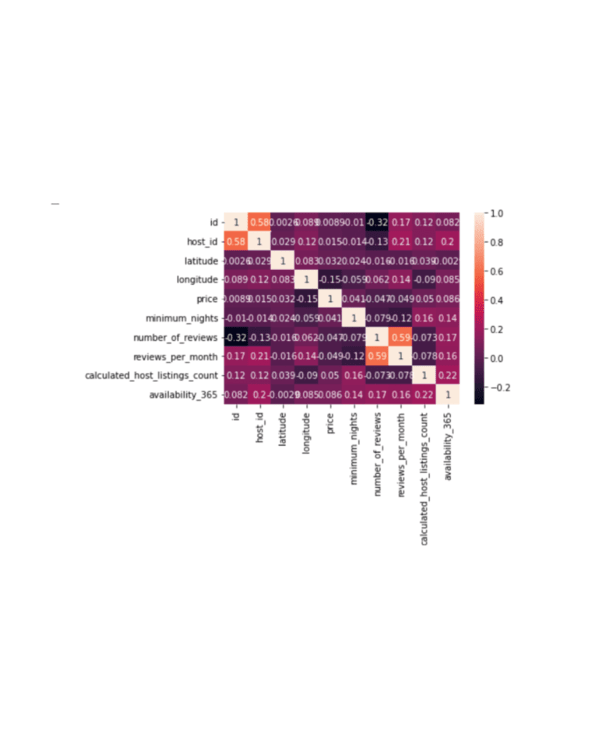 id 1 0.58 0.0026 0.089 0.0089 -0.01 -0.32 0.17 0.12 0.082
host_id 0.58 1 0.029 0.12 0.015 -0.014 -0.13 0.21 0.12 0.2
latitude 0.0026 0.029 1 0.083 0.032 0.024 -0.016 -0.016 0.039 -0.0029
longitude 0.089 0.12 0.083 1 -0.15 -0.059 0.062 0.14 -0.09 0.085
price 0.0089 0.015 0.032 -0.15 1 0.041 -0.047 -0.049 0.05 0.086
minimum_nights -0.01 -0.014 0.024 -0.059 0.041 1 -0.079 -0.12 0.16 0.14
number_of_reviews -0.32 -0.13 -0.016 0.062 -0.047 -0.079 1 0.59 -0.073 0.17
reviews_per_month 0.17 0.21 -0.016 0.14 -0.049 -0.12 0.59 1 -0.078 0.16
calculated_host_listings_count 0.12 0.12 0.039 -0.09 0.05 0.16 -0.073 -0.078 1 0.22
availability_365 0.082 0.2 -0.0029 0.085 0.086 0.14 0.17 0.16 0.22 1
id
host_id
latitude
longitude
price
minimum_nights
number_of_reviews
reviews_per_month
calculated_host_listings_count
availability_365
1.0
0.8
0.6
0.4
0.2
0.0
−0.2